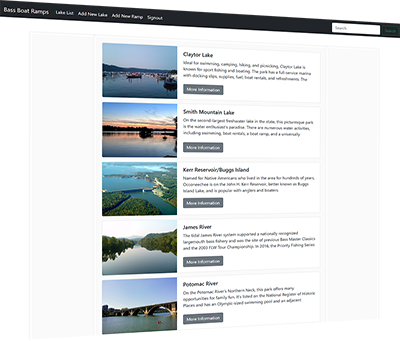 Bass Boat Ramps Lake List Add New Lake Add New Ramp Signout
Search
Search
Claytor Lake
Ideal for swimming, camping, hiking, and picnicking, Claytor Lake is
known for sport fishing and boating. The park has a full service marina
with docking slips, supplies, fuel, boat rentals, and refreshments. The
More Information
Smith Mountain Lake
On the second-largest freshwater lake in the state, this picturesque park
is the water enthusiast's paradise. There are numerous water activities,
including swimming, boat rentals, a boat ramp, and a universally
More Information
Kerr Reservoir/Buggs Island
Named for Native Americans who lived in the area for hundreds of years,
Occoneechee is on the John H. Kerr Reservoir, better known as Buggs
Island Lake, and is popular with anglers and boaters.
More Information
James River
The tidal James River system supported a nationally recognized
largemouth bass fishery and was the site of previous Bass Master Classics
and the 2003 FLW Tour Championship. In 2014, the Priority Fishing Series
More Information
Potomac River
On the Potomac River's Northern Neck, this park offers many
opportunities for family fun. It's listed on the National Register of Historic
Places and has an Olympic-sized swimming pool and an adjacent
More Information